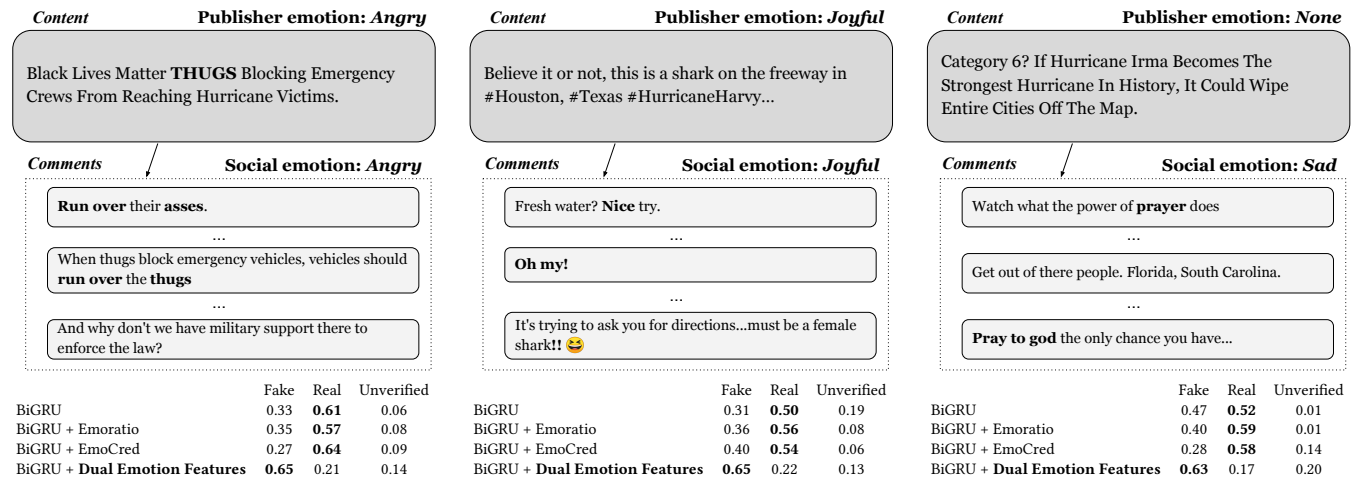 Content Publisher emotion: Angry
Black Lives Matter THUGS Blocking Emergency
Crews From Reaching Hurricane Victims.
Comments Social emotion: Angry
Run over their asses.
...
When thugs block emergency vehicles, vehicles should
run over the thugs
...
And why don't we have military support there to
enforce the law?
Fake Real Unverified
BiGRU 0.33 0.61 0.06
BiGRU + Emoratio 0.35 0.57 0.08
BiGRU + EmoCred 0.27 0.64 0.09
BiGRU + Dual Emotion Features 0.65 0.21 0.14
Content Publisher emotion: Joyful
Believe it or not, this is a shark on the freeway in
#Houston, #Texas #HurricaneHarvy...
Comments Social emotion: Joyful
Fresh water? Nice try.
...
Oh my!
...
It's trying to ask you for directions...must be a female
shark!! 😆
Fake Real Unverified
BiGRU 0.31 0.50 0.19
BiGRU + Emoratio 0.36 0.56 0.08
BiGRU + EmoCred 0.40 0.54 0.06
BiGRU + Dual Emotion Features 0.65 0.22 0.13
Content Publisher emotion: None
Category 6? If Hurricane Irma Becomes The
Strongest Hurricane In History, It Could Wipe
Entire Cities Off The Map.
Comments Social emotion: Sad
Watch what the power of prayer does
...
Get out of there people. Florida, South Carolina.
...
Pray to god the only chance you have...
Fake Real Unverified
BiGRU 0.47 0.52 0.01
BiGRU + Emoratio 0.40 0.59 0.01
BiGRU + EmoCred 0.28 0.58 0.14
BiGRU + Dual Emotion Features 0.63 0.17 0.20